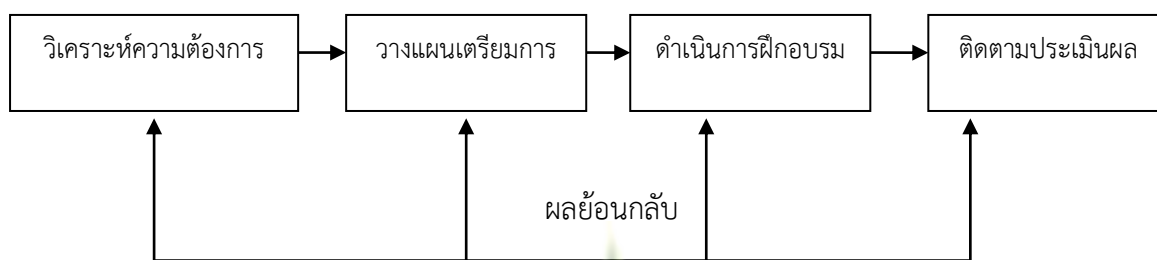 วิเคราะห์ความต้องการ
วางแผนเตรียมการ
ดำเนินการฝึกอบรม
ติดตามประเมินผล
ผลย้อนกลับ